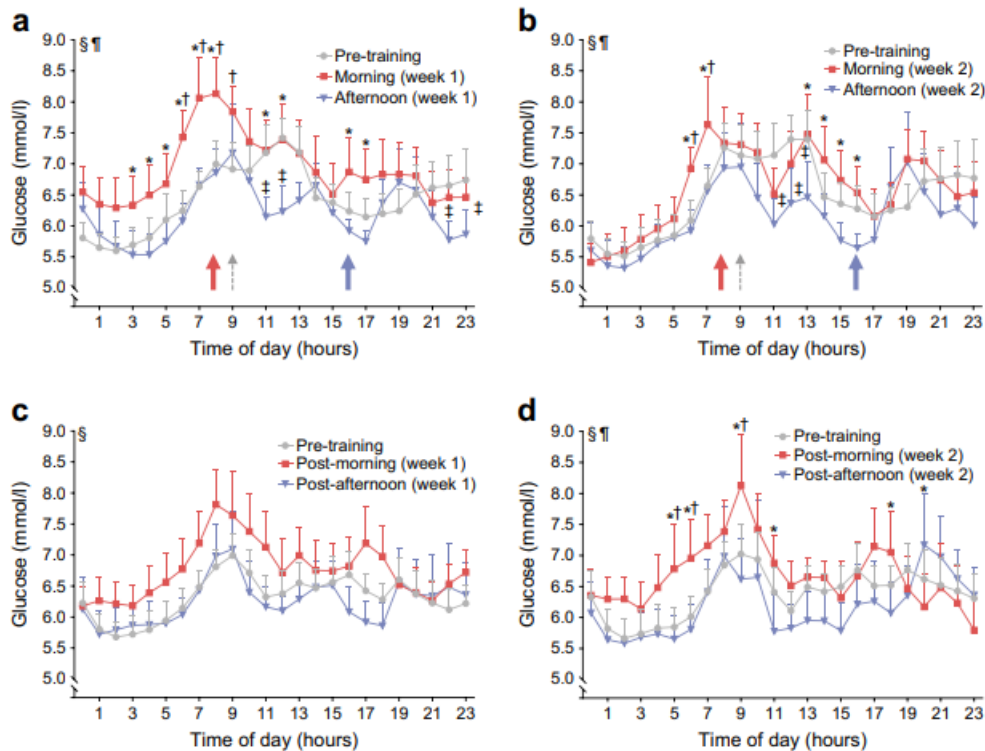 a
§ ¶
Pre-training
Morning (week 1)
Afternoon (week 1)
Glucose (mmol/l)
9.0
8.5
8.0
7.5
7.0
6.5
6.0
5.5
5.0
* * * *† *† *† † * * * *
‡ ‡ ‡ ‡
1 3 5 7 9 11 13 15 17 19 21 23
Time of day (hours)
b
§ ¶
Pre-training
Morning (week 2)
Afternoon (week 2)
Glucose (mmol/l)
9.0
8.5
8.0
7.5
7.0
6.5
6.0
5.5
5.0
*† *† * * * *
‡ ‡ ‡
1 3 5 7 9 11 13 15 17 19 21 23
Time of day (hours)
c
§
Pre-training
Post-morning (week 1)
Post-afternoon (week 1)
Glucose (mmol/l)
9.0
8.5
8.0
7.5
7.0
6.5
6.0
5.5
5.0
1 3 5 7 9 11 13 15 17 19 21 23
Time of day (hours)
d
§ ¶
Pre-training
Post-morning (week 2)
Post-afternoon (week 2)
Glucose (mmol/l)
9.0
8.5
8.0
7.5
7.0
6.5
6.0
5.5
5.0
*† *† *† * * *
1 3 5 7 9 11 13 15 17 19 21 23
Time of day (hours)